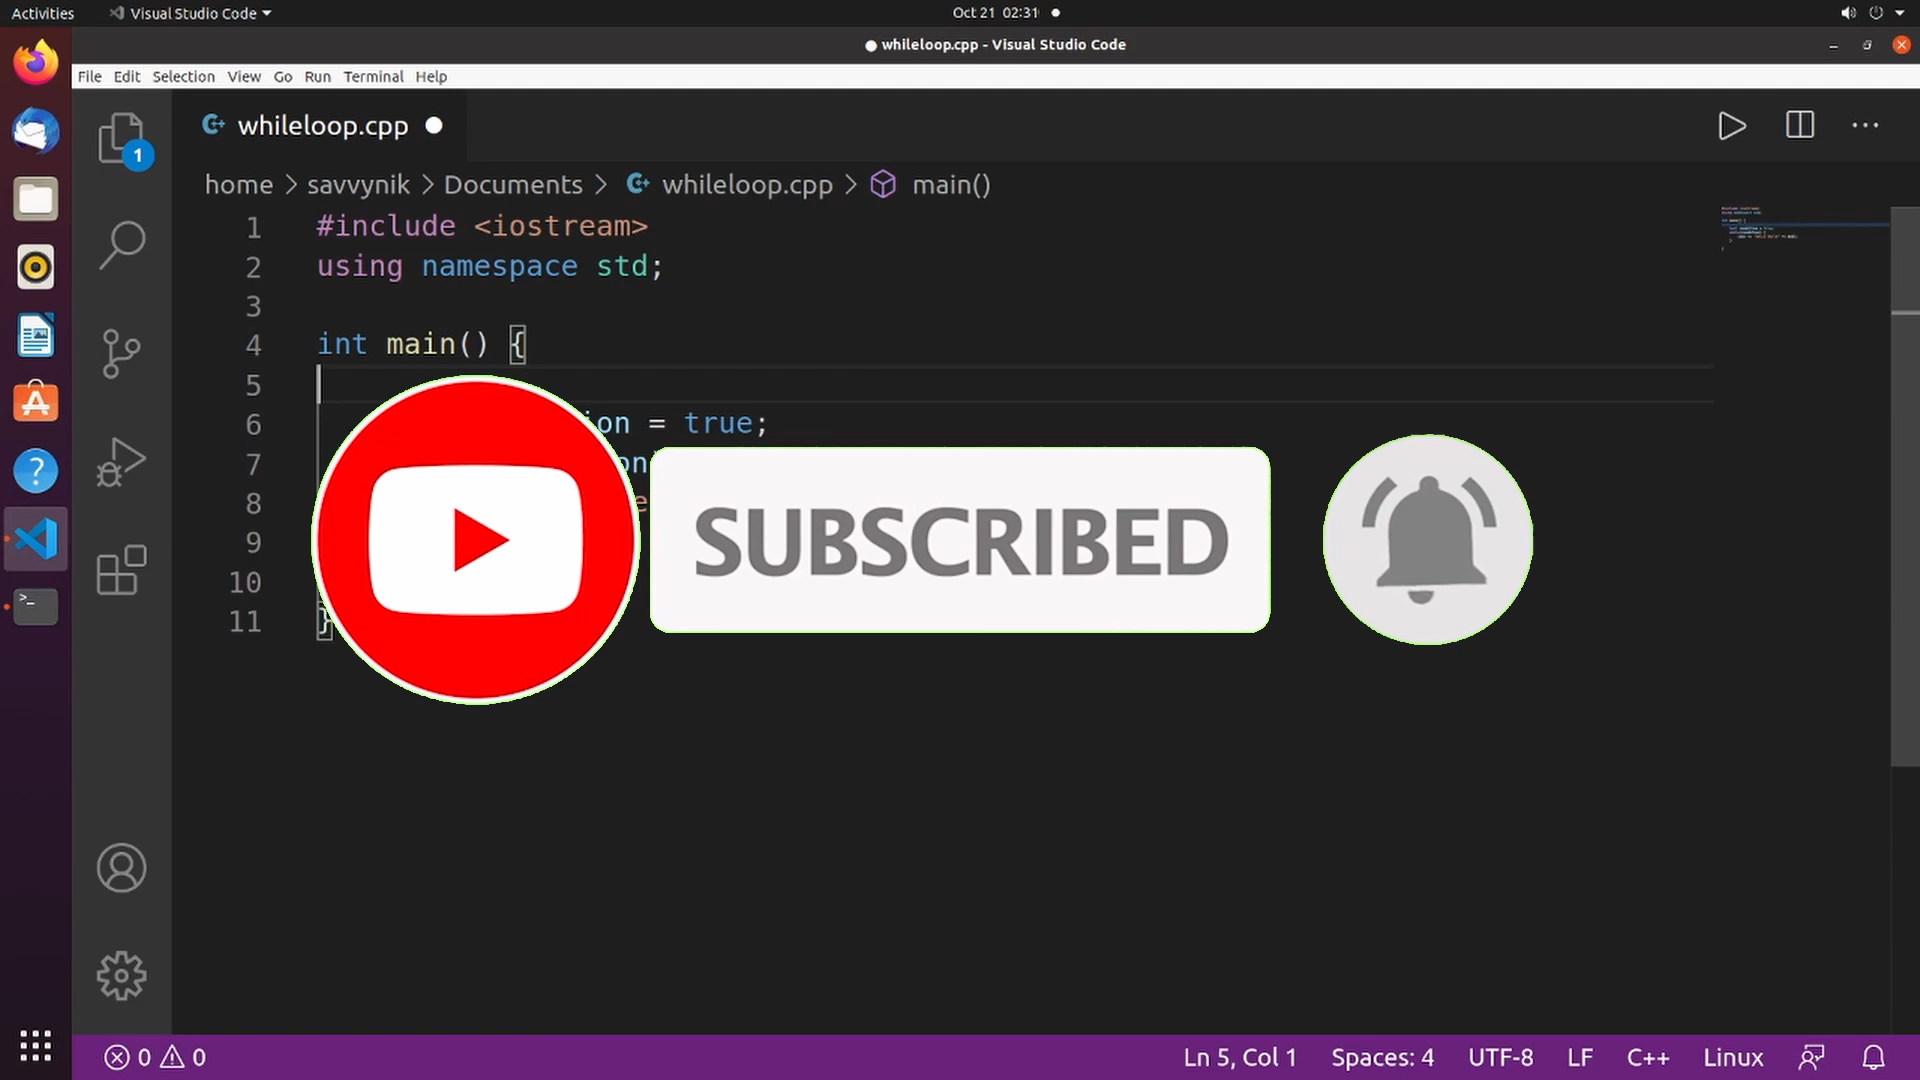 Activities Visual Studio Code Oct 21 02:31
whileloop.cpp - Visual Studio Code
File Edit Selection View Go Run Terminal Help
whileloop.cpp
1
home > savvynik > Documents > whileloop.cpp > main()
1 #include <iostream>
2 using namespace std;
3
4 int main() {
5
6 ion = true;
7 on
8 e
9
10
11 }
SUBSCRIBED
0 0 Ln 5, Col 1 Spaces: 4 UTF-8 LF C++ Linux